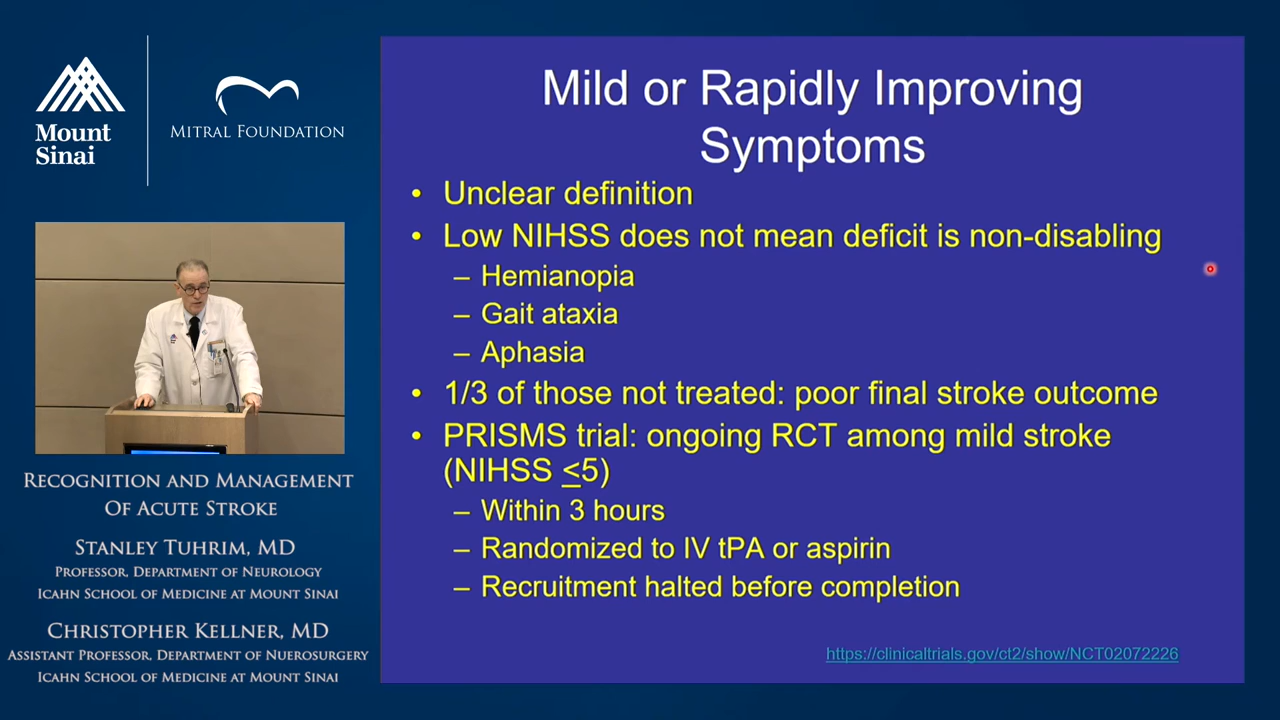 Mount
Sinai
MITRAL FOUNDATION
RECOGNITION AND MANAGEMENT
OF ACUTE STROKE
STANLEY TUHRIM, MD
PROFESSOR, DEPARTMENT OF NEUROLOGY
ICAHN SCHOOL OF MEDICINE AT MOUNT SINAI
CHRISTOPHER KELLNER, MD
ASSISTANT PROFESSOR, DEPARTMENT OF NUEROSURGERY
ICAHN SCHOOL OF MEDICINE AT MOUNT SINAI
Mild or Rapidly Improving
Symptoms
• Unclear definition
• Low NIHSS does not mean deficit is non-disabling
– Hemianopia
– Gait ataxia
– Aphasia
• 1/3 of those not treated: poor final stroke outcome
• PRISMS trial: ongoing RCT among mild stroke
(NIHSS ≤5)
– Within 3 hours
– Randomized to IV tPA or aspirin
– Recruitment halted before completion
https://clinicaltrials.gov/ct2/show/NCT02072226